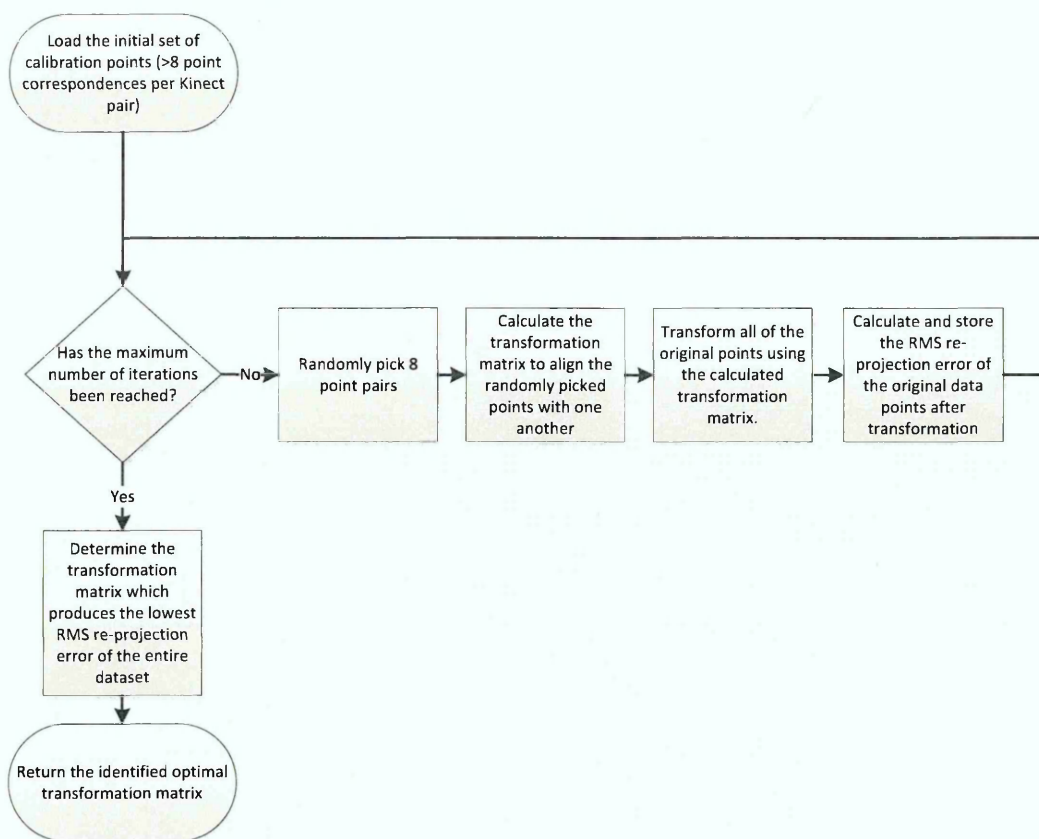 Load the initial set of
calibration points (>8 point
correspondences per Kinect
pair)
Has the maximum
number of iterations
been reached?
No
Randomly pick 8
point pairs
Calculate the
transformation
matrix to align the
randomly picked
points with one
another
Transform all of the
original points using
the calculated
transformation
matrix.
Calculate and store
the RMS re-
projection error of
the original data
points after
transformation
Yes
Determine the
transformation
matrix which
produces the lowest
RMS re-projection
error of the entire
dataset
Return the identified optimal
transformation matrix